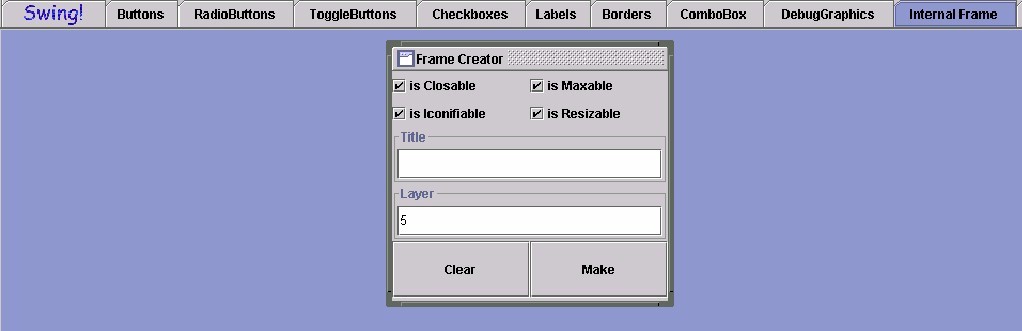 Swing! Buttons RadioButtons ToggleButtons Checkboxes Labels Borders ComboBox DebugGraphics Internal Frame
Frame Creator
is Closable is Maxable
is Iconifiable is Resizable
Title
Layer
5
Clear Make